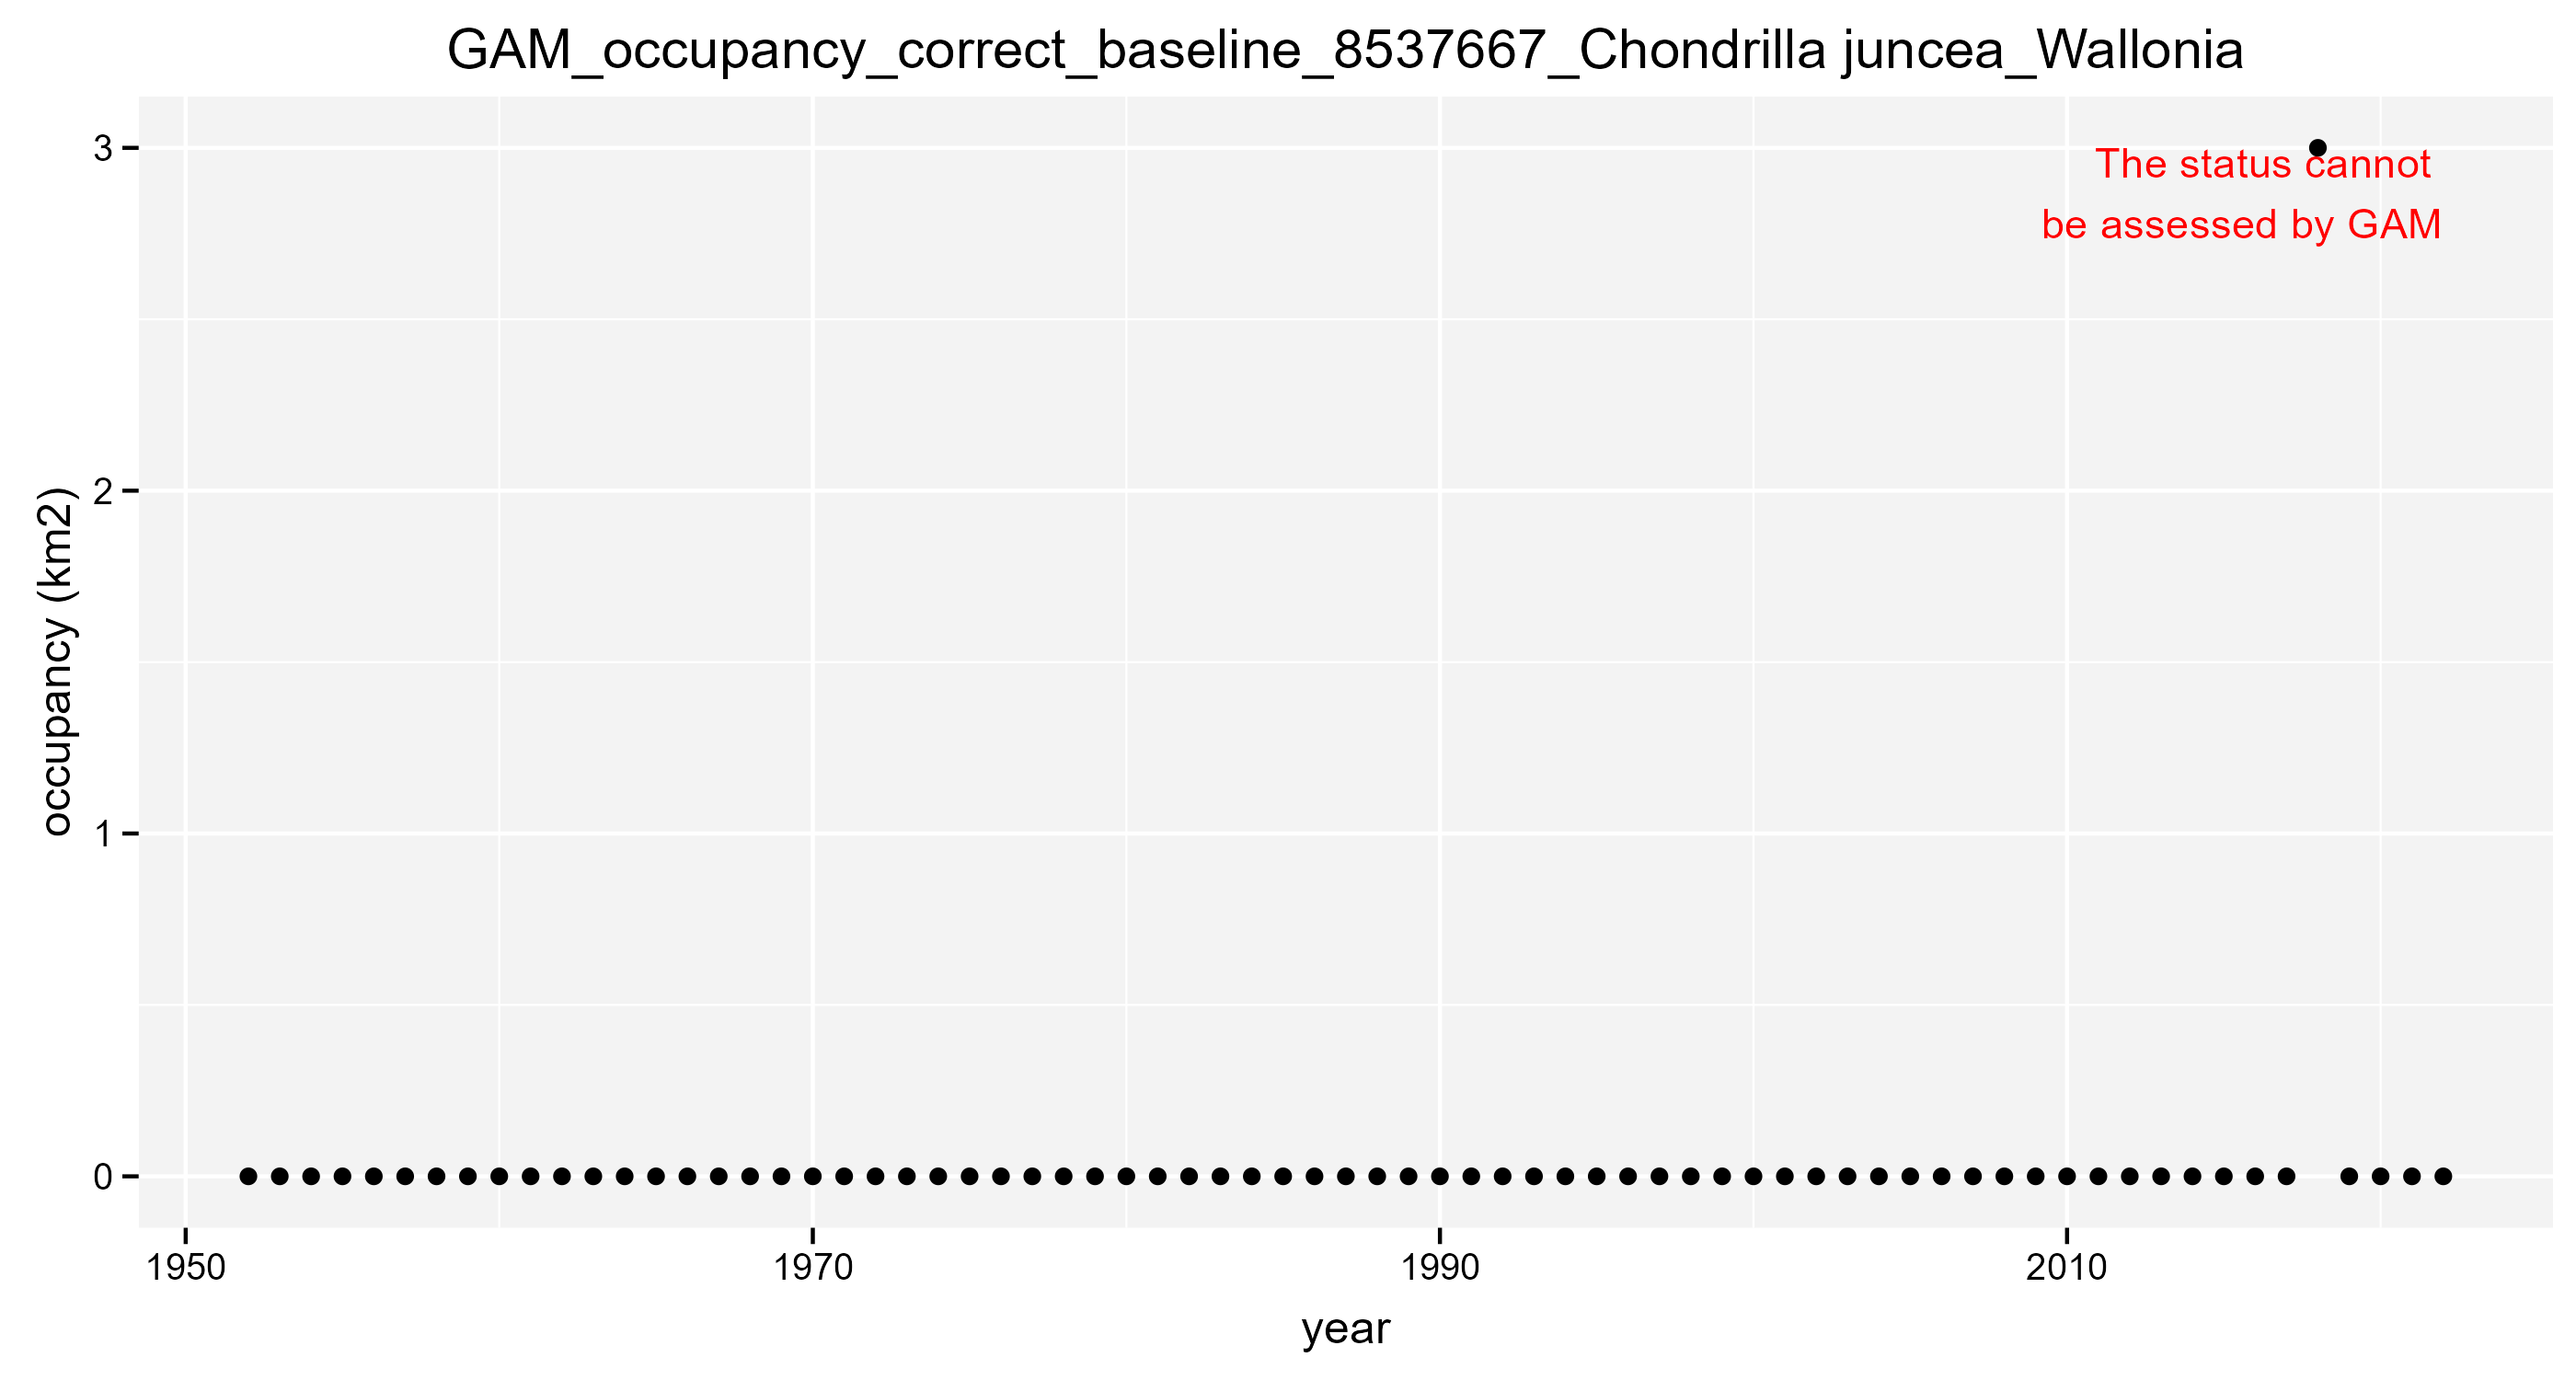 GAM_occupancy_correct_baseline_8537667_Chondrilla juncea_Wallonia
3
The status cannot
be assessed by GAM
2
occupancy (km2)
1
0
1950 1970 1990 2010
year